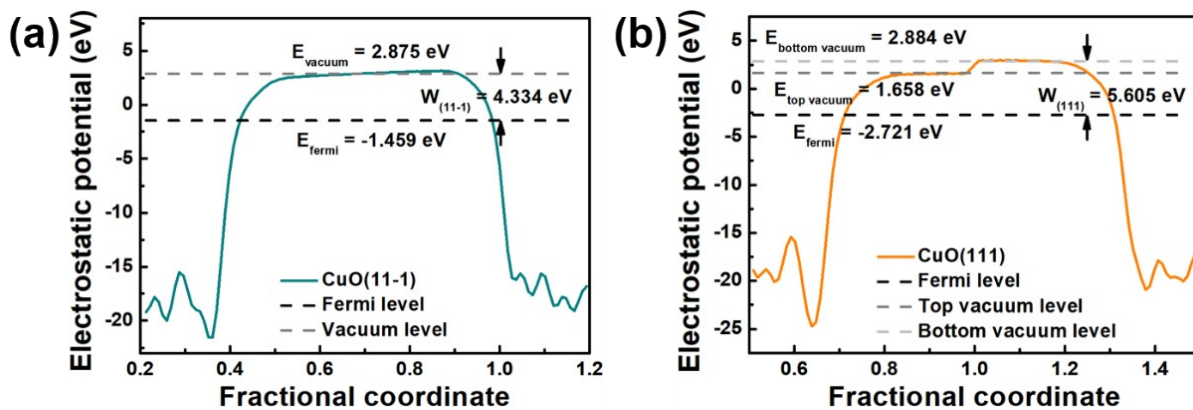 (a)
Electrostatic potential (eV)
5
0
-5
-10
-15
-20
E_vacuum = 2.875 eV
W_(11-1) = 4.334 eV
E_fermi = -1.459 eV
CuO(11-1)
Fermi level
Vacuum level
0.2 0.4 0.6 0.8 1.0 1.2
Fractional coordinate
(b)
Electrostatic potential (eV)
5
0
-5
-10
-15
-20
-25
E_bottom vacuum = 2.884 eV
E_top vacuum = 1.658 eV
W_(111) = 5.605 eV
E_fermi = -2.721 eV
CuO(111)
Fermi level
Top vacuum level
Bottom vacuum level
0.6 0.8 1.0 1.2 1.4
Fractional coordinate